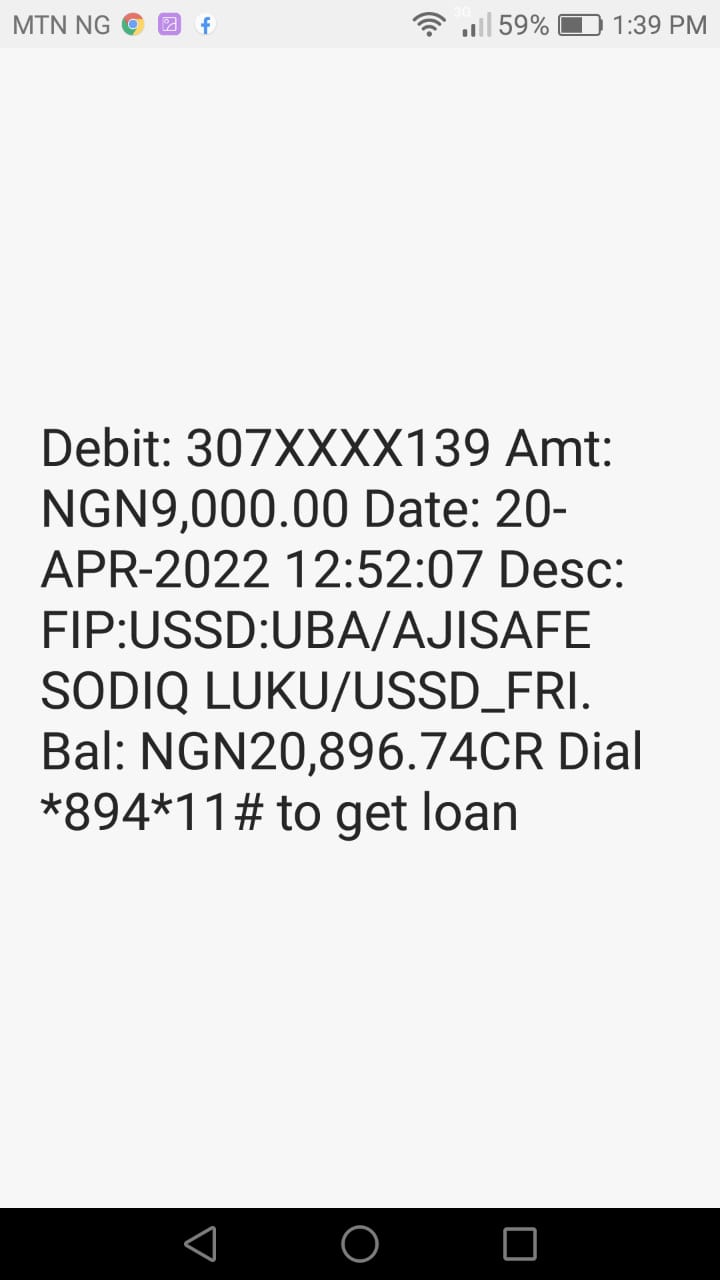 MTN NG 3G 59% 1:39 PM
Debit: 307XXXX139 Amt:
NGN9,000.00 Date: 20-
APR-2022 12:52:07 Desc:
FIP:USSD:UBA/AJISAFE
SODIQ LUKU/USSD_FRI.
Bal: NGN20,896.74CR Dial
*894*11# to get loan